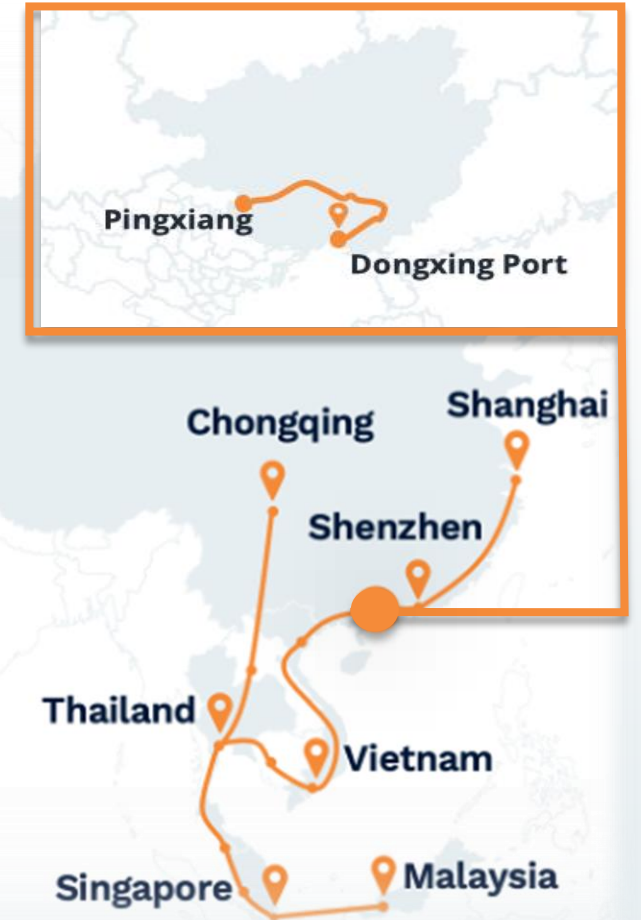 Pingxiang
Dongxing Port
Shanghai
Chongqing
Shenzhen
Thailand
Vietnam
Singapore
Malaysia